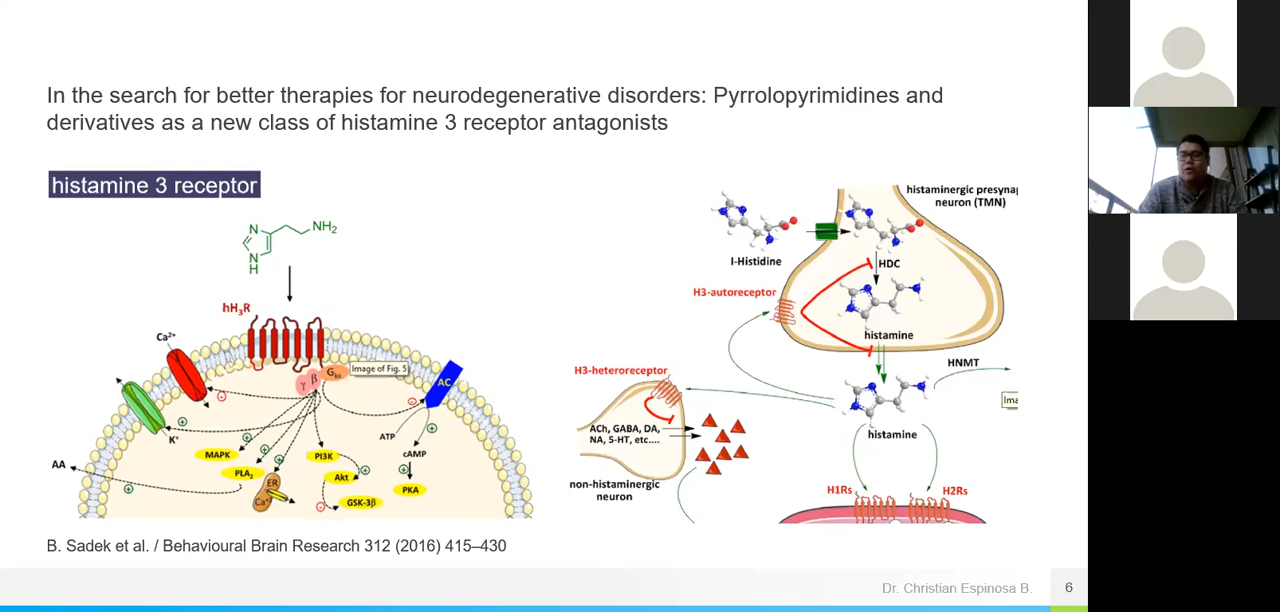 In the search for better therapies for neurodegenerative disorders: Pyrrolopyrimidines and
derivatives as a new class of histamine 3 receptor antagonists
histamine 3 receptor
N
N
H
NH₂
hH₃R
Ca²⁺
γ
β
Image of Fig. 5
AC
K⁺
ATP
cAMP
PKA
MAPK
PLA₂
AA
ER
Ca²⁺
PI3K
Akt
GSK-3β
histaminergic presynap
neuron (TMN)
l-Histidine
HDC
H3-autoreceptor
histamine
HNMT
H3-heteroreceptor
Ima
ACh, GABA, DA,
NA, 5-HT, etc....
histamine
non-histaminergic
neuron
H1Rs
H2Rs
B. Sadek et al. / Behavioural Brain Research 312 (2016) 415–430
Dr. Christian Espinosa B.
6